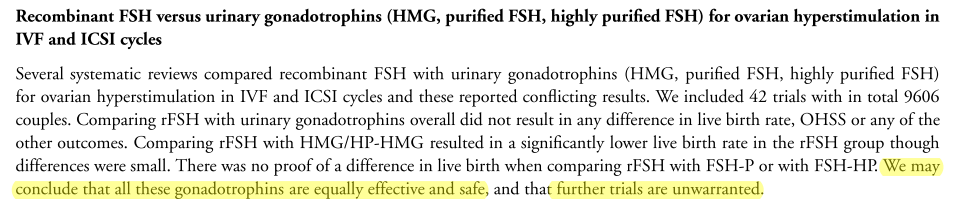 Recombinant FSH versus urinary gonadotrophins (HMG, purified FSH, highly purified FSH) for ovarian hyperstimulation in
IVF and ICSI cycles
Several systematic reviews compared recombinant FSH with urinary gonadotrophins (HMG, purified FSH, highly purified FSH)
for ovarian hyperstimulation in IVF and ICSI cycles and these reported conflicting results. We included 42 trials with in total 9606
couples. Comparing rFSH with urinary gonadotrophins overall did not result in any difference in live birth rate, OHSS or any of the
other outcomes. Comparing rFSH with HMG/HP-HMG resulted in a significantly lower live birth rate in the rFSH group though
differences were small. There was no proof of a difference in live birth when comparing rFSH with FSH-P or with FSH-HP. We may
conclude that all these gonadotrophins are equally effective and safe, and that further trials are unwarranted.